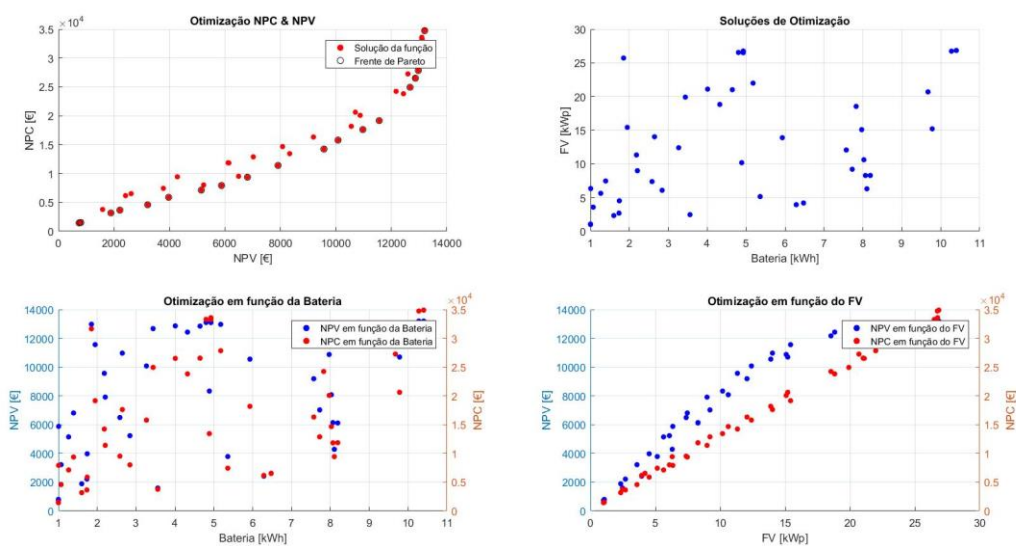 Otimização NPC & NPV
×10⁴
3.5
3
2.5
2
1.5
1
0.5
0
NPC [€]
Solução da função
Frente de Pareto
0 2000 4000 6000 8000 10000 12000 14000
NPV [€]
Soluções de Otimização
30
25
20
15
10
5
0
FV [kWp]
1 2 3 4 5 6 7 8 9 10 11
Bateria [kWh]
Otimização em função da Bateria
×10⁴
14000
12000
10000
8000
6000
4000
2000
0
NPV [€]
NPV em função da Bateria
NPC em função da Bateria
3.5
3
2.5
2
1.5
1
0.5
0
NPC [€]
1 2 3 4 5 6 7 8 9 10 11
Bateria [kWh]
Otimização em função do FV
×10⁴
14000
12000
10000
8000
6000
4000
2000
0
NPV [€]
NPV em função do FV
NPC em função do FV
3.5
3
2.5
2
1.5
1
0.5
0
NPC [€]
0 5 10 15 20 25 30
FV [kWp]